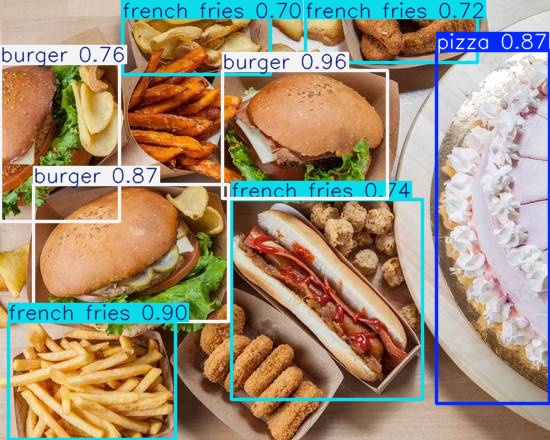 french fries 0.70
french fries 0.72
pizza 0.87
burger 0.76
burger 0.96
burger 0.87
french fries 0.74
french fries 0.90